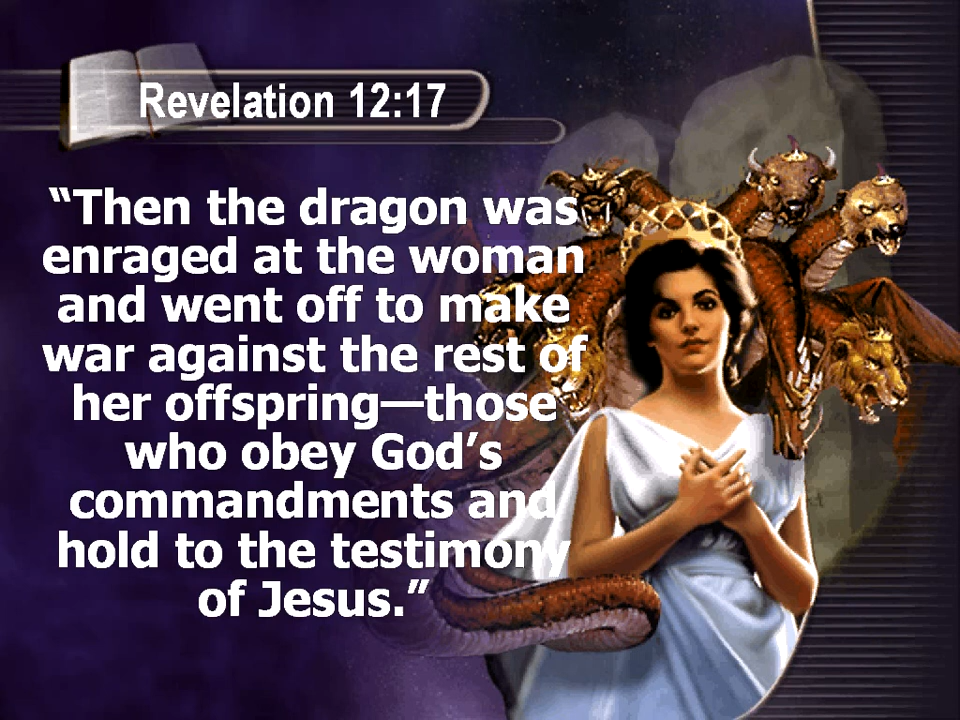 Revelation 12:17
“Then the dragon was
enraged at the woman
and went off to make
war against the rest of
her offspring—those
who obey God’s
commandments and
hold to the testimony
of Jesus.”